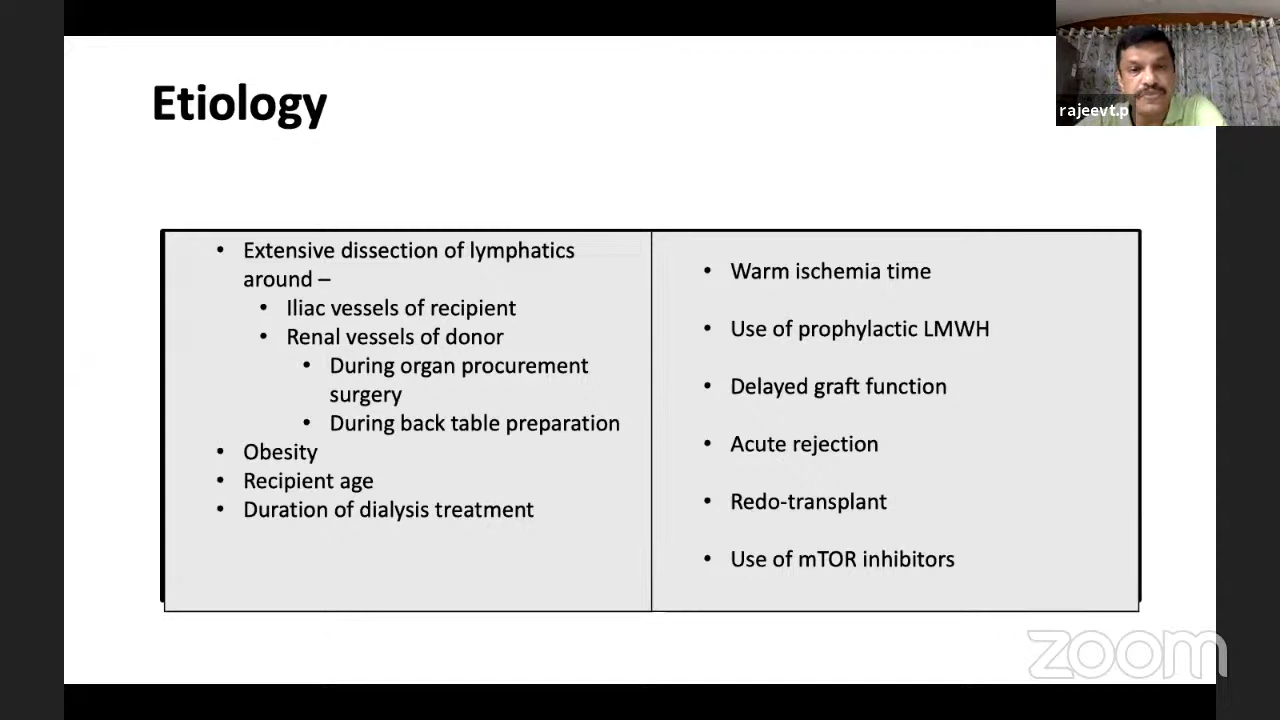 Etiology
rajeevt.p
• Extensive dissection of lymphatics
around –
• Iliac vessels of recipient
• Renal vessels of donor
• During organ procurement
surgery
• During back table preparation
• Obesity
• Recipient age
• Duration of dialysis treatment
• Warm ischemia time
• Use of prophylactic LMWH
• Delayed graft function
• Acute rejection
• Redo-transplant
• Use of mTOR inhibitors
zoom